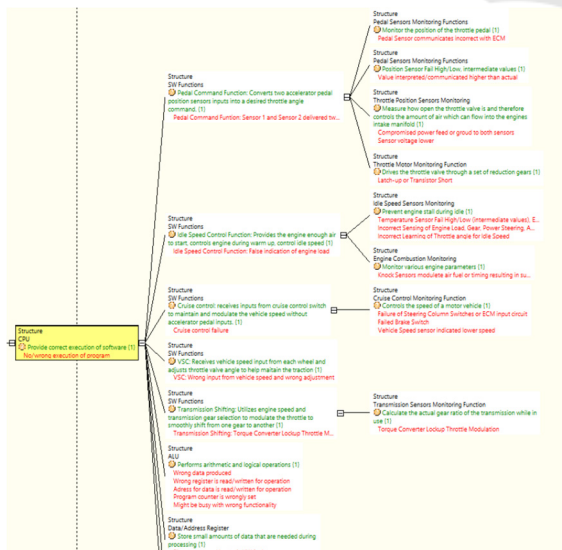 Structure
CPU
Provide correct execution of software (1)
No/wrong execution of program
Structure
SW Functions
Pedal Command Function: Converts two accelerator pedal
position sensors inputs into a desired throttle angle
command. (1)
Pedal Command Funtion: Sensor 1 and Sensor 2 delivered tw...
Structure
Pedal Sensors Monitoring Functions
Monitor the position of the throttle pedal (1)
Pedal Sensor communicates incorrect with ECM
Structure
Pedal Sensors Monitoring Functions
Position Sensor Fail High/Low, Intermediate values (1)
Value interpreted/communicated higher than actual
Structure
Throttle Position Sensors Monitoring
Measure how open the throttle valve is and therefore
controls the amount of air which can flow into the engines
intake manifold (1)
Compromised power feed or groud to both sensors
Sensor voltage lower
Structure
Throttle Motor Monitoring Function
Drives the throttle valve through a set of reduction gears (1)
Latch-up or Transistor Short
Structure
SW Functions
Idle Speed Control Function: Provides the engine enough air
to start, controls engine during warm up, control idle speed (1)
Idle Speed Control Function: False indication of engine load
Structure
Idle Speed Sensors Monitoring
Prevent engine stall during idle (1)
Temperature Sensor Fail High/Low (Intermediate values), E...
Incorrect Sensing of Engine Load, Gear, Power Steering, A...
Incorrect Learning of Throttle angle for Idle Speed
Structure
Engine Combustion Monitoring
Monitor various engine parameters (1)
Knock Sensors modulete air fuel or timing resulting in su...
Structure
SW Functions
Cruise control: receives inputs from cruise control switch
to maintain and modulate the vehicle speed without
accelerator pedal inputs. (1)
Cruise control failure
Structure
Cruise Control Monitoring Function
Controls the speed of a motor vehicle (1)
Failure of Steering Column Switches or ECM input circuit
Failed Brake Switch
Vehicle Speed sensor indicated lower speed
Structure
SW Functions
VSC: Receives vehicle speed input from each wheel and
adjusts throttle valve angle to help maitain the traction (1)
VSC: Wrong input from vehicle speed and wrong adjustment
Structure
SW Functions
Transmission Shifting: Utilizes engine speed and
transmission gear selection to modulate the throttle to
smoothly shift from one gear to another (1)
Transmission Shifting: Torque Converter Lockup Throttle M...
Structure
Transmission Sensors Monitoring Function
Calculate the actual gear ratio of the transmission while in
use (1)
Torque Converter Lockup Throttle Modulation
Structure
ALU
Performs arithmetic and logical operations (1)
Wrong data produced
Wrong register is read/written for operation
Adress for data is read/written for operation
Program counter is wrongly set
Might be busy with wrong functionality
Structure
Data/Address Register
Store small amounts of data that are needed during
processing (1)